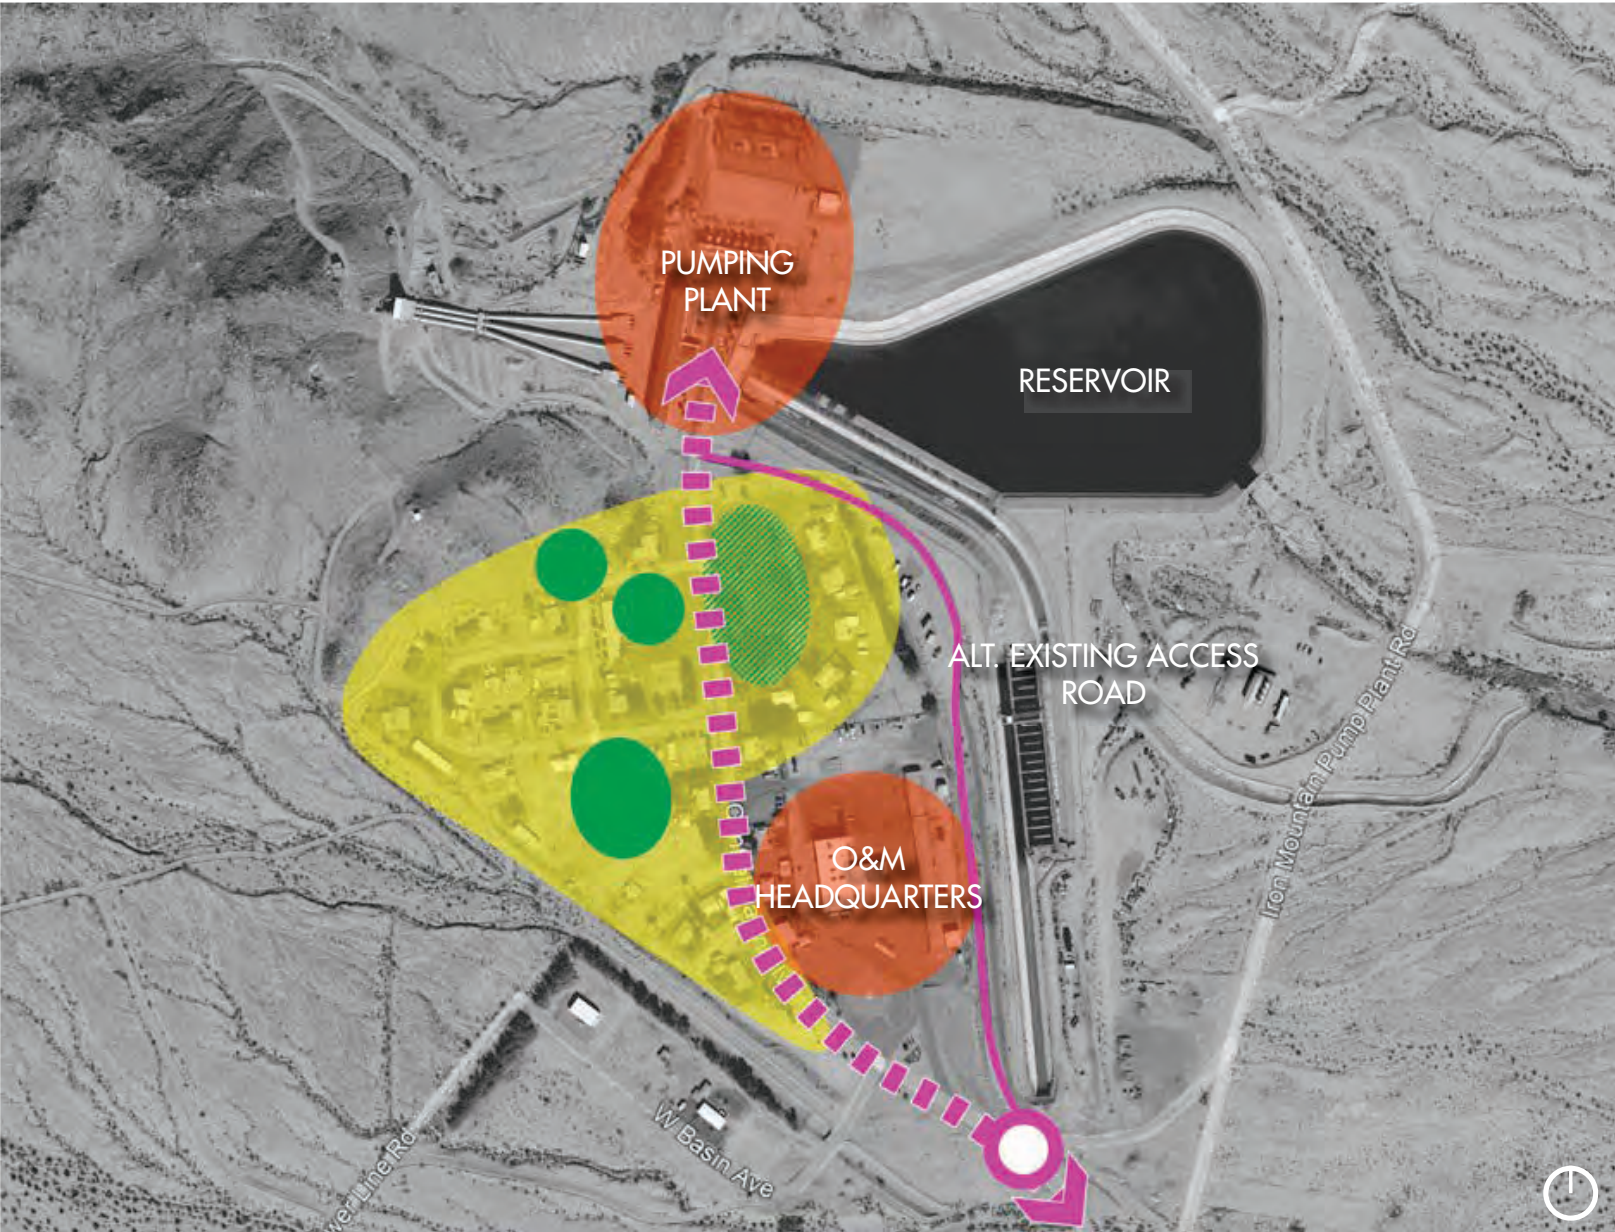 PUMPING
PLANT
RESERVOIR
ALT. EXISTING ACCESS
ROAD
Iron Mountain Pump Plant Rd
O&M
HEADQUARTERS
W Basin Ave
Line Rd